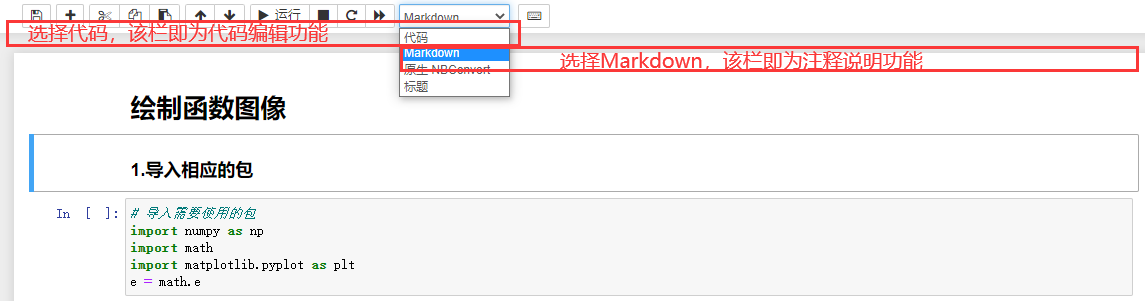 运行
Markdown
选择代码，该栏即为代码编辑功能
代码
Markdown
选择Markdown，该栏即为注释说明功能
原生 NBConvert
标题
绘制函数图像
1.导入相应的包
In [ ]:
# 导入需要使用的包
import numpy as np
import math
import matplotlib.pyplot as plt
e = math.e